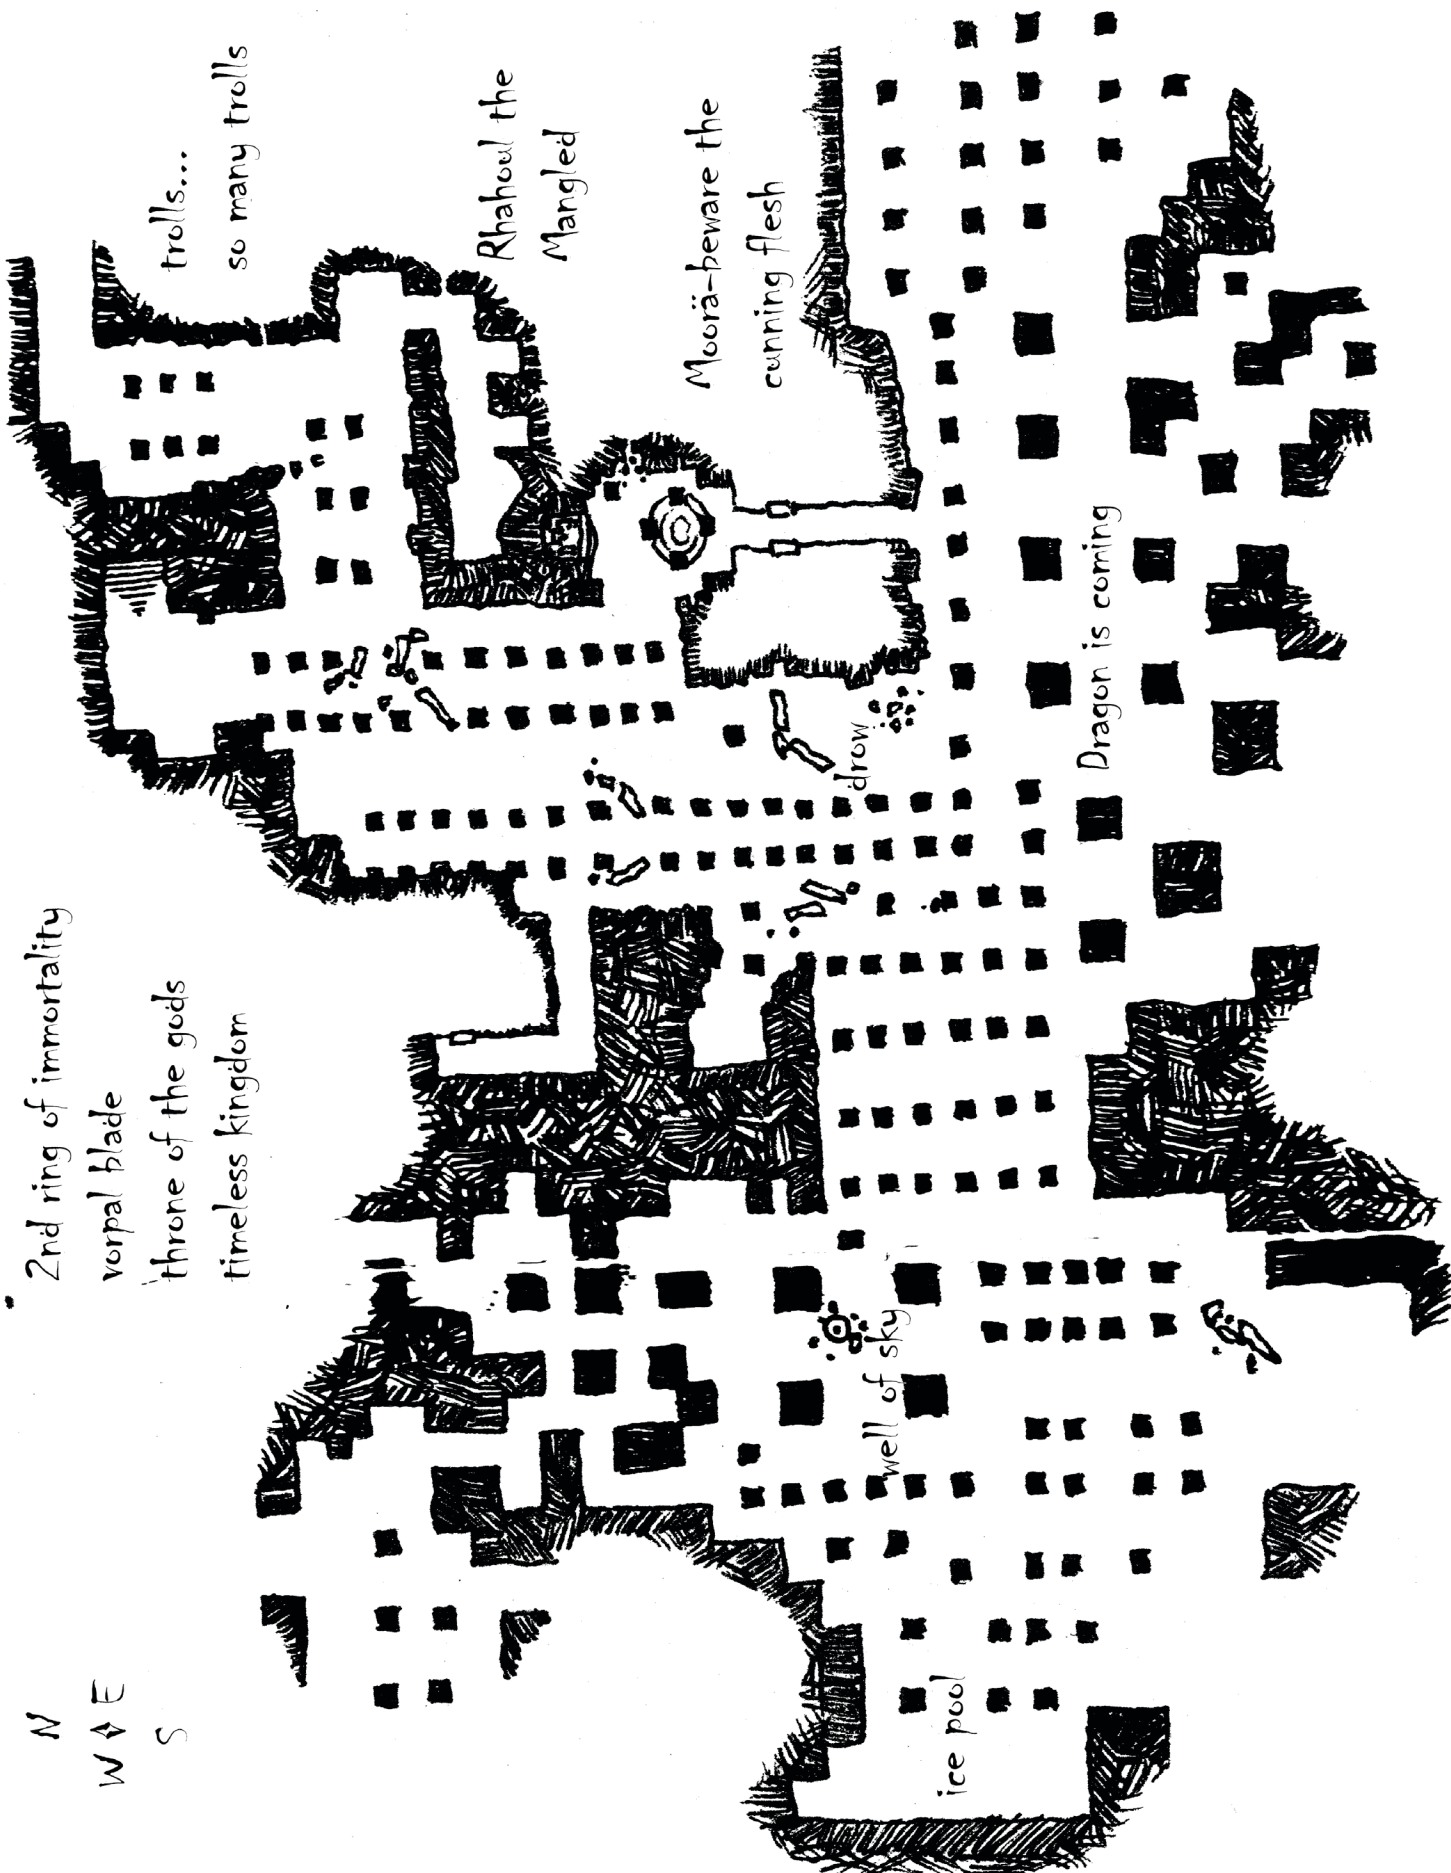 2nd ring of immortality
vorpal blade
throne of the gods
timeless kingdom
trolls...
so many trolls
Rhahoul the
Mangled
Moorä-beware the
cunning flesh
N
W E
S
drow
well of sky
ice pool
Dragon is coming